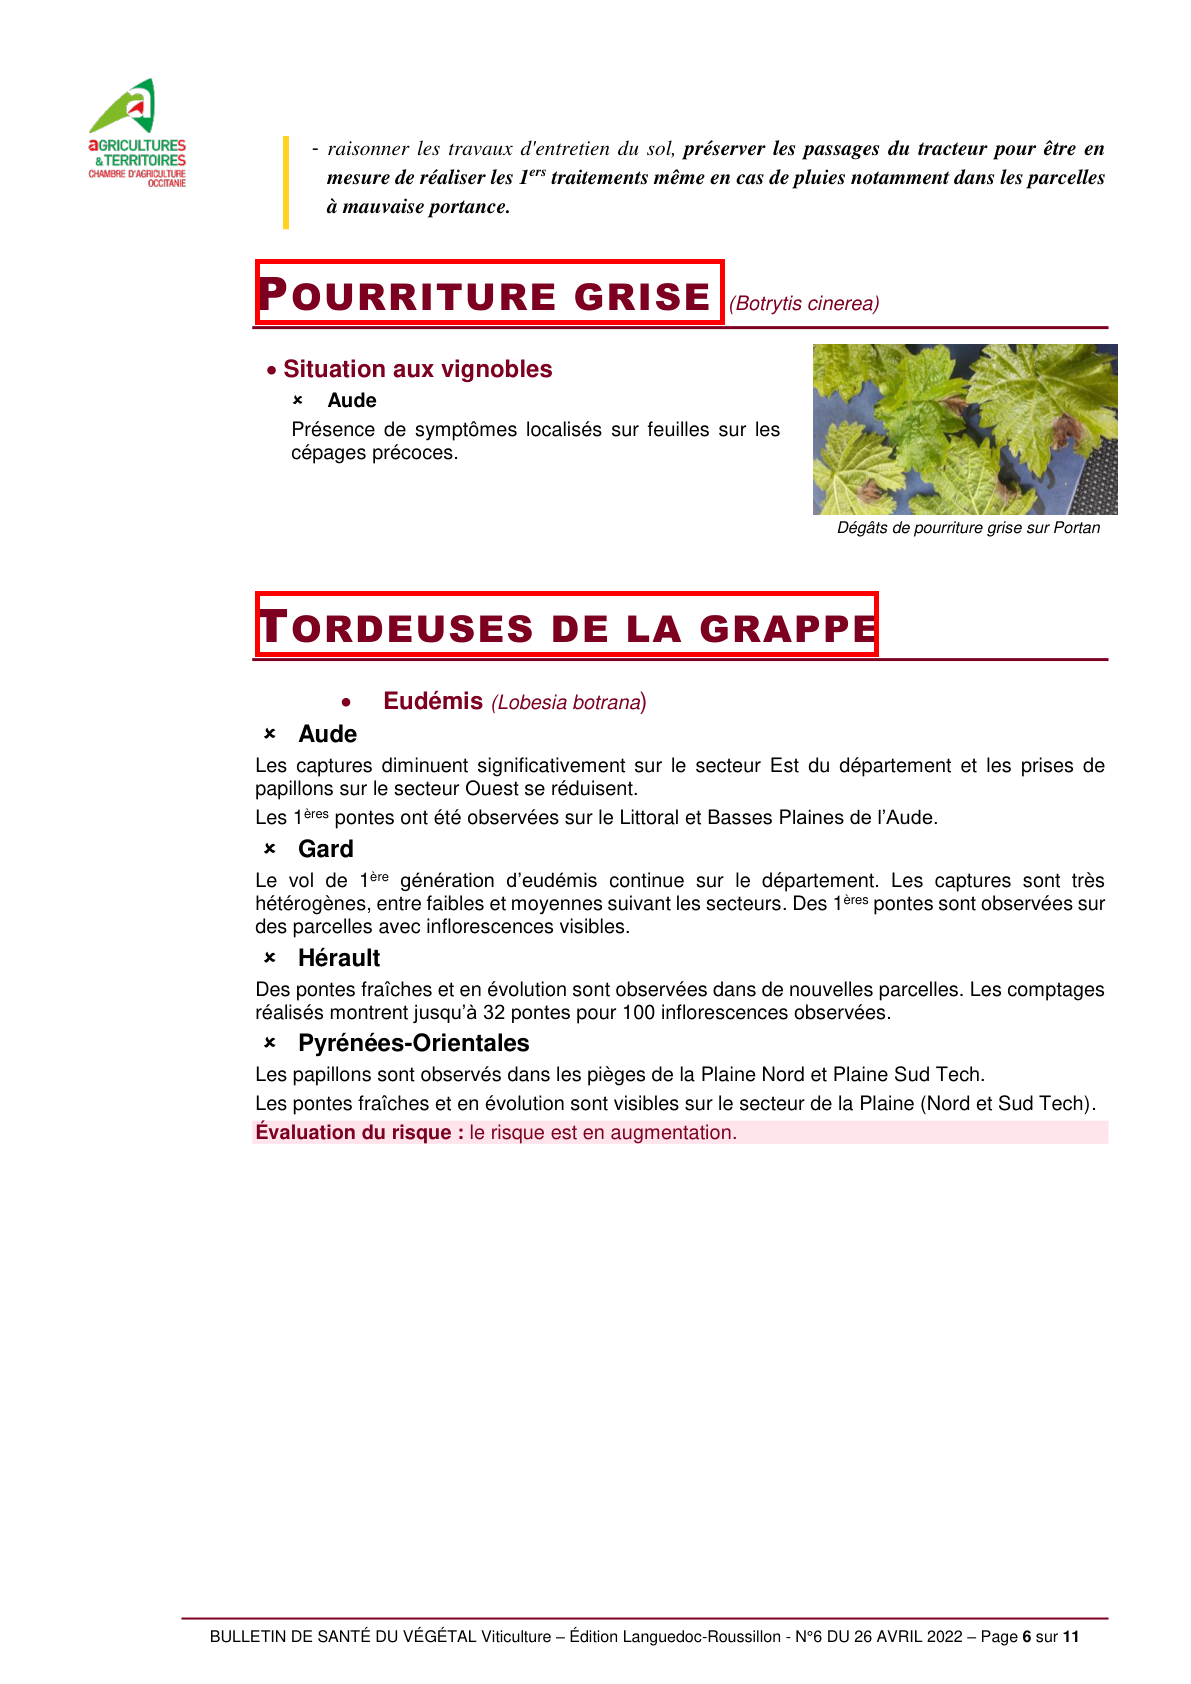 aGRICULTURES
& TERRITOIRES
CHAMBRE D'AGRICULTURE
OCCITANIE
- raisonner les travaux d'entretien du sol, préserver les passages du tracteur pour être en
mesure de réaliser les 1ers traitements même en cas de pluies notamment dans les parcelles
à mauvaise portance.
POURRITURE GRISE (Botrytis cinerea)
• Situation aux vignobles
× Aude
Présence de symptômes localisés sur feuilles sur les
cépages précoces.
Dégâts de pourriture grise sur Portan
TORDEUSES DE LA GRAPPE
• Eudémis (Lobesia botrana)
× Aude
Les captures diminuent significativement sur le secteur Est du département et les prises de
papillons sur le secteur Ouest se réduisent.
Les 1ères pontes ont été observées sur le Littoral et Basses Plaines de l’Aude.
× Gard
Le vol de 1ère génération d’eudémis continue sur le département. Les captures sont très
hétérogènes, entre faibles et moyennes suivant les secteurs. Des 1ères pontes sont observées sur
des parcelles avec inflorescences visibles.
× Hérault
Des pontes fraîches et en évolution sont observées dans de nouvelles parcelles. Les comptages
réalisés montrent jusqu’à 32 pontes pour 100 inflorescences observées.
× Pyrénées-Orientales
Les papillons sont observés dans les pièges de la Plaine Nord et Plaine Sud Tech.
Les pontes fraîches et en évolution sont visibles sur le secteur de la Plaine (Nord et Sud Tech).
Évaluation du risque : le risque est en augmentation.
BULLETIN DE SANTÉ DU VÉGÉTAL Viticulture – Édition Languedoc-Roussillon - N°6 DU 26 AVRIL 2022 – Page 6 sur 11